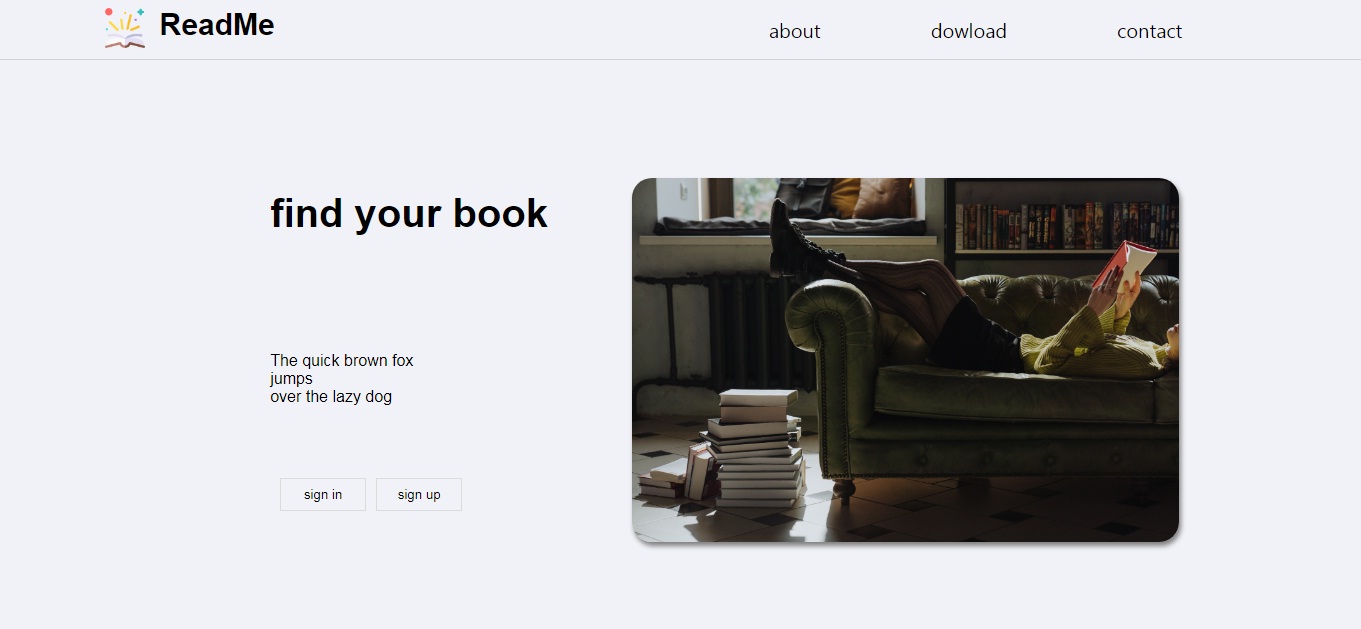 ReadMe
about
dowload
contact
find your book
The quick brown fox
jumps
over the lazy dog
sign in
sign up